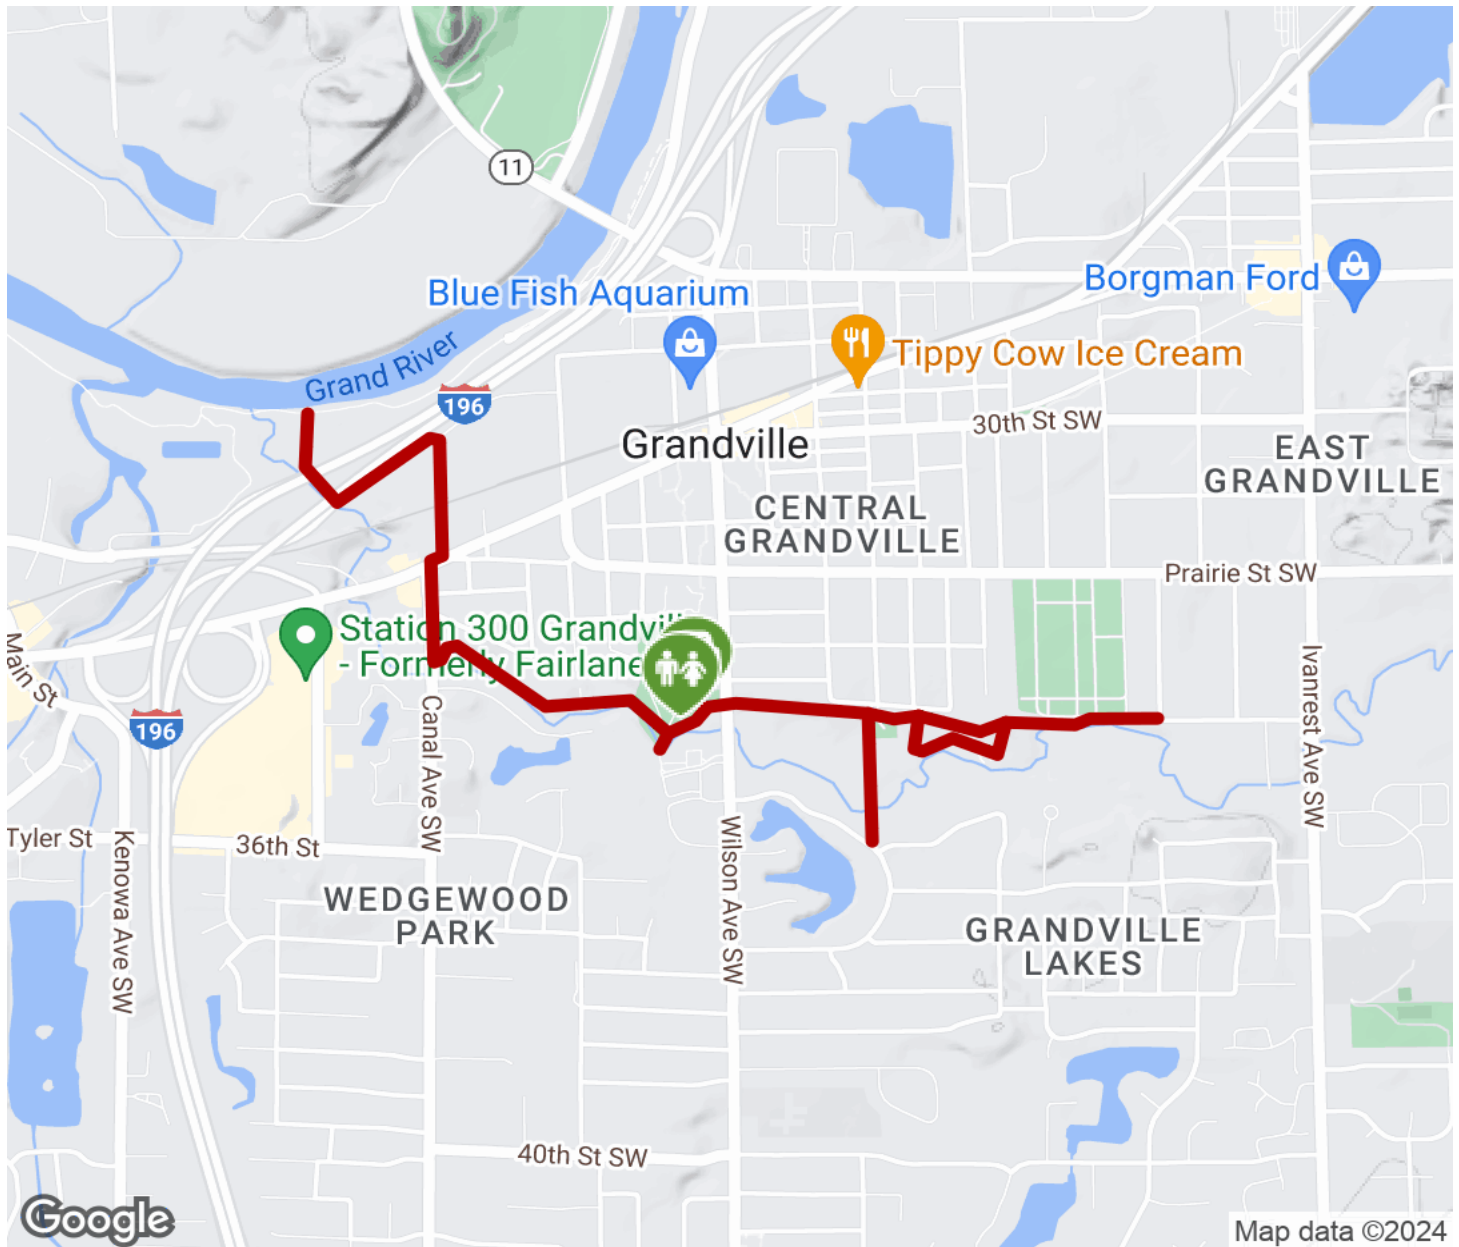 11
Blue Fish Aquarium
Borgman Ford
Grand River
196
Tippy Cow Ice Cream
30th St SW
Grandville
EAST
GRANDVILLE
CENTRAL
GRANDVILLE
Prairie St SW
Station 300 Grandvil
- Formerly Fairlane
Main St
196
Canal Ave SW
Ivanrest Ave SW
Tyler St
36th St
Kenowa Ave SW
Wilson Ave SW
WEDGEWOOD
PARK
GRANDVILLE
LAKES
40th St SW
Google
Map data ©2024